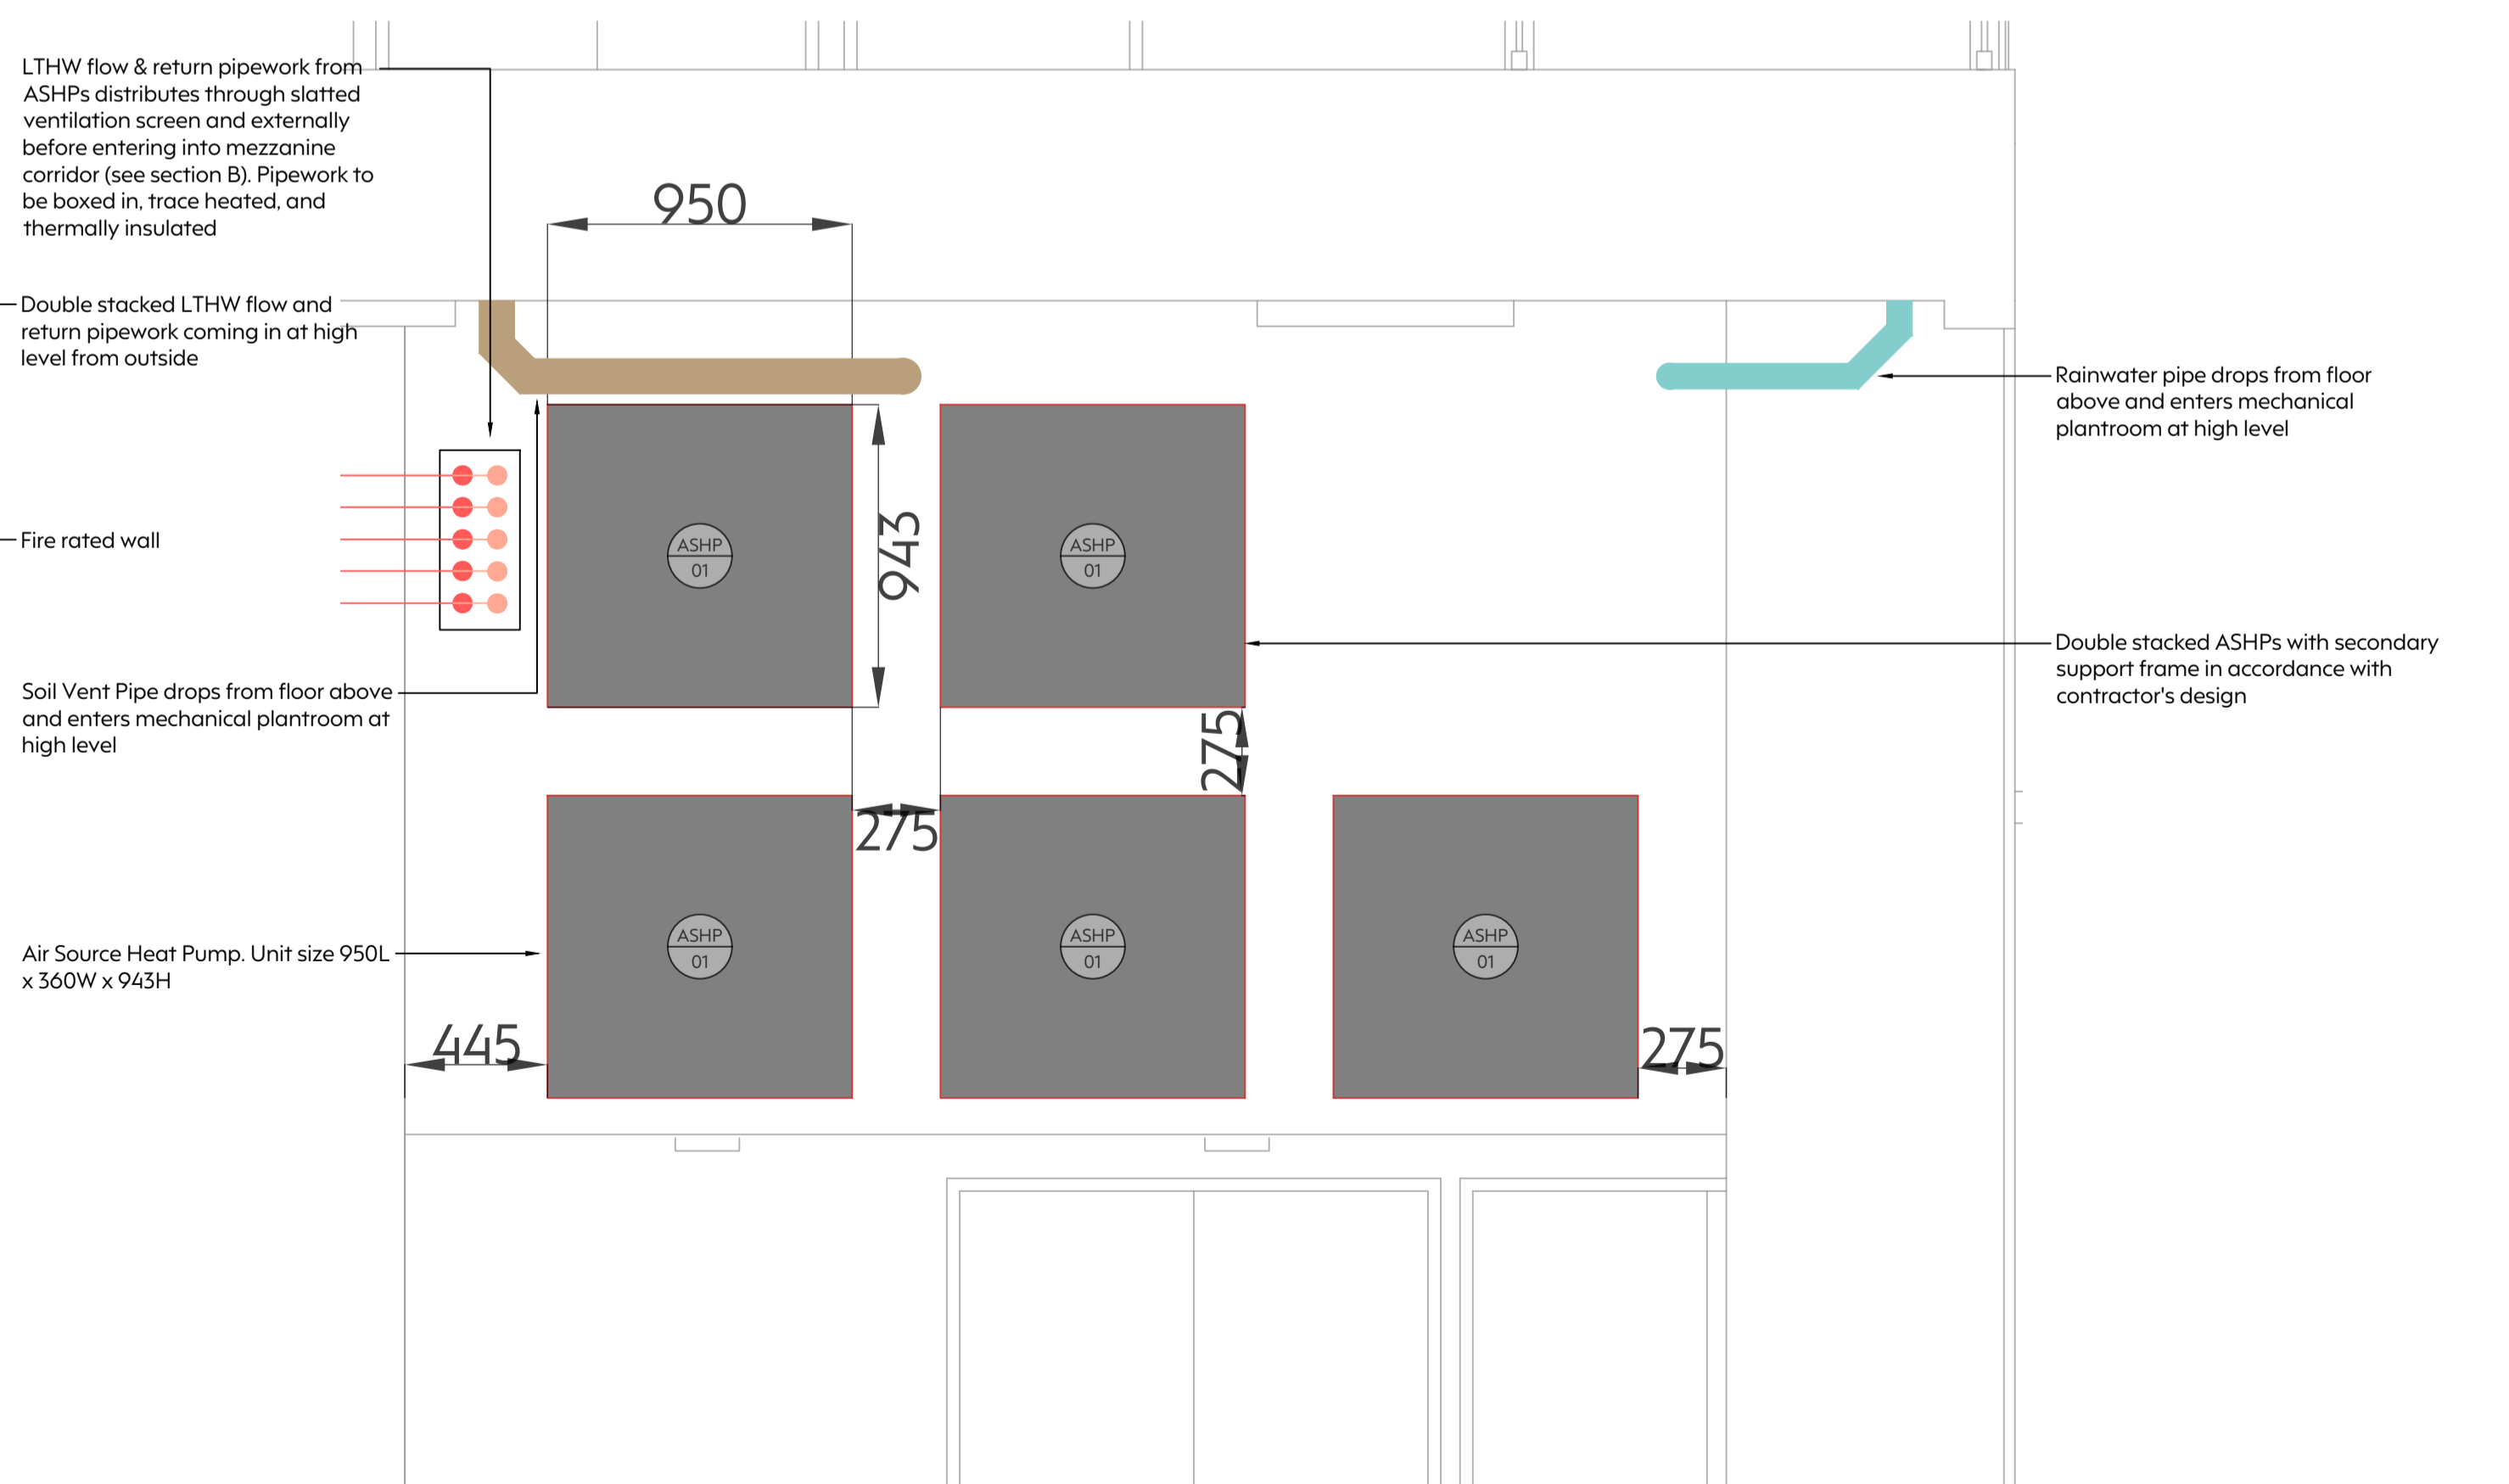 LTHW flow & return pipework from
ASHPs distributes through slatted
ventilation screen and externally
before entering into mezzanine
corridor (see section B). Pipework to
be boxed in, trace heated, and
thermally insulated
950
Double stacked LTHW flow and
return pipework coming in at high
level from outside
Rainwater pipe drops from floor
above and enters mechanical
plantroom at high level
Fire rated wall
ASHP
01
943
ASHP
01
Double stacked ASHPs with secondary
support frame in accordance with
contractor's design
Soil Vent Pipe drops from floor above
and enters mechanical plantroom at
high level
275
275
Air Source Heat Pump. Unit size 950L
x 360W x 943H
ASHP
01
ASHP
01
ASHP
01
445
275